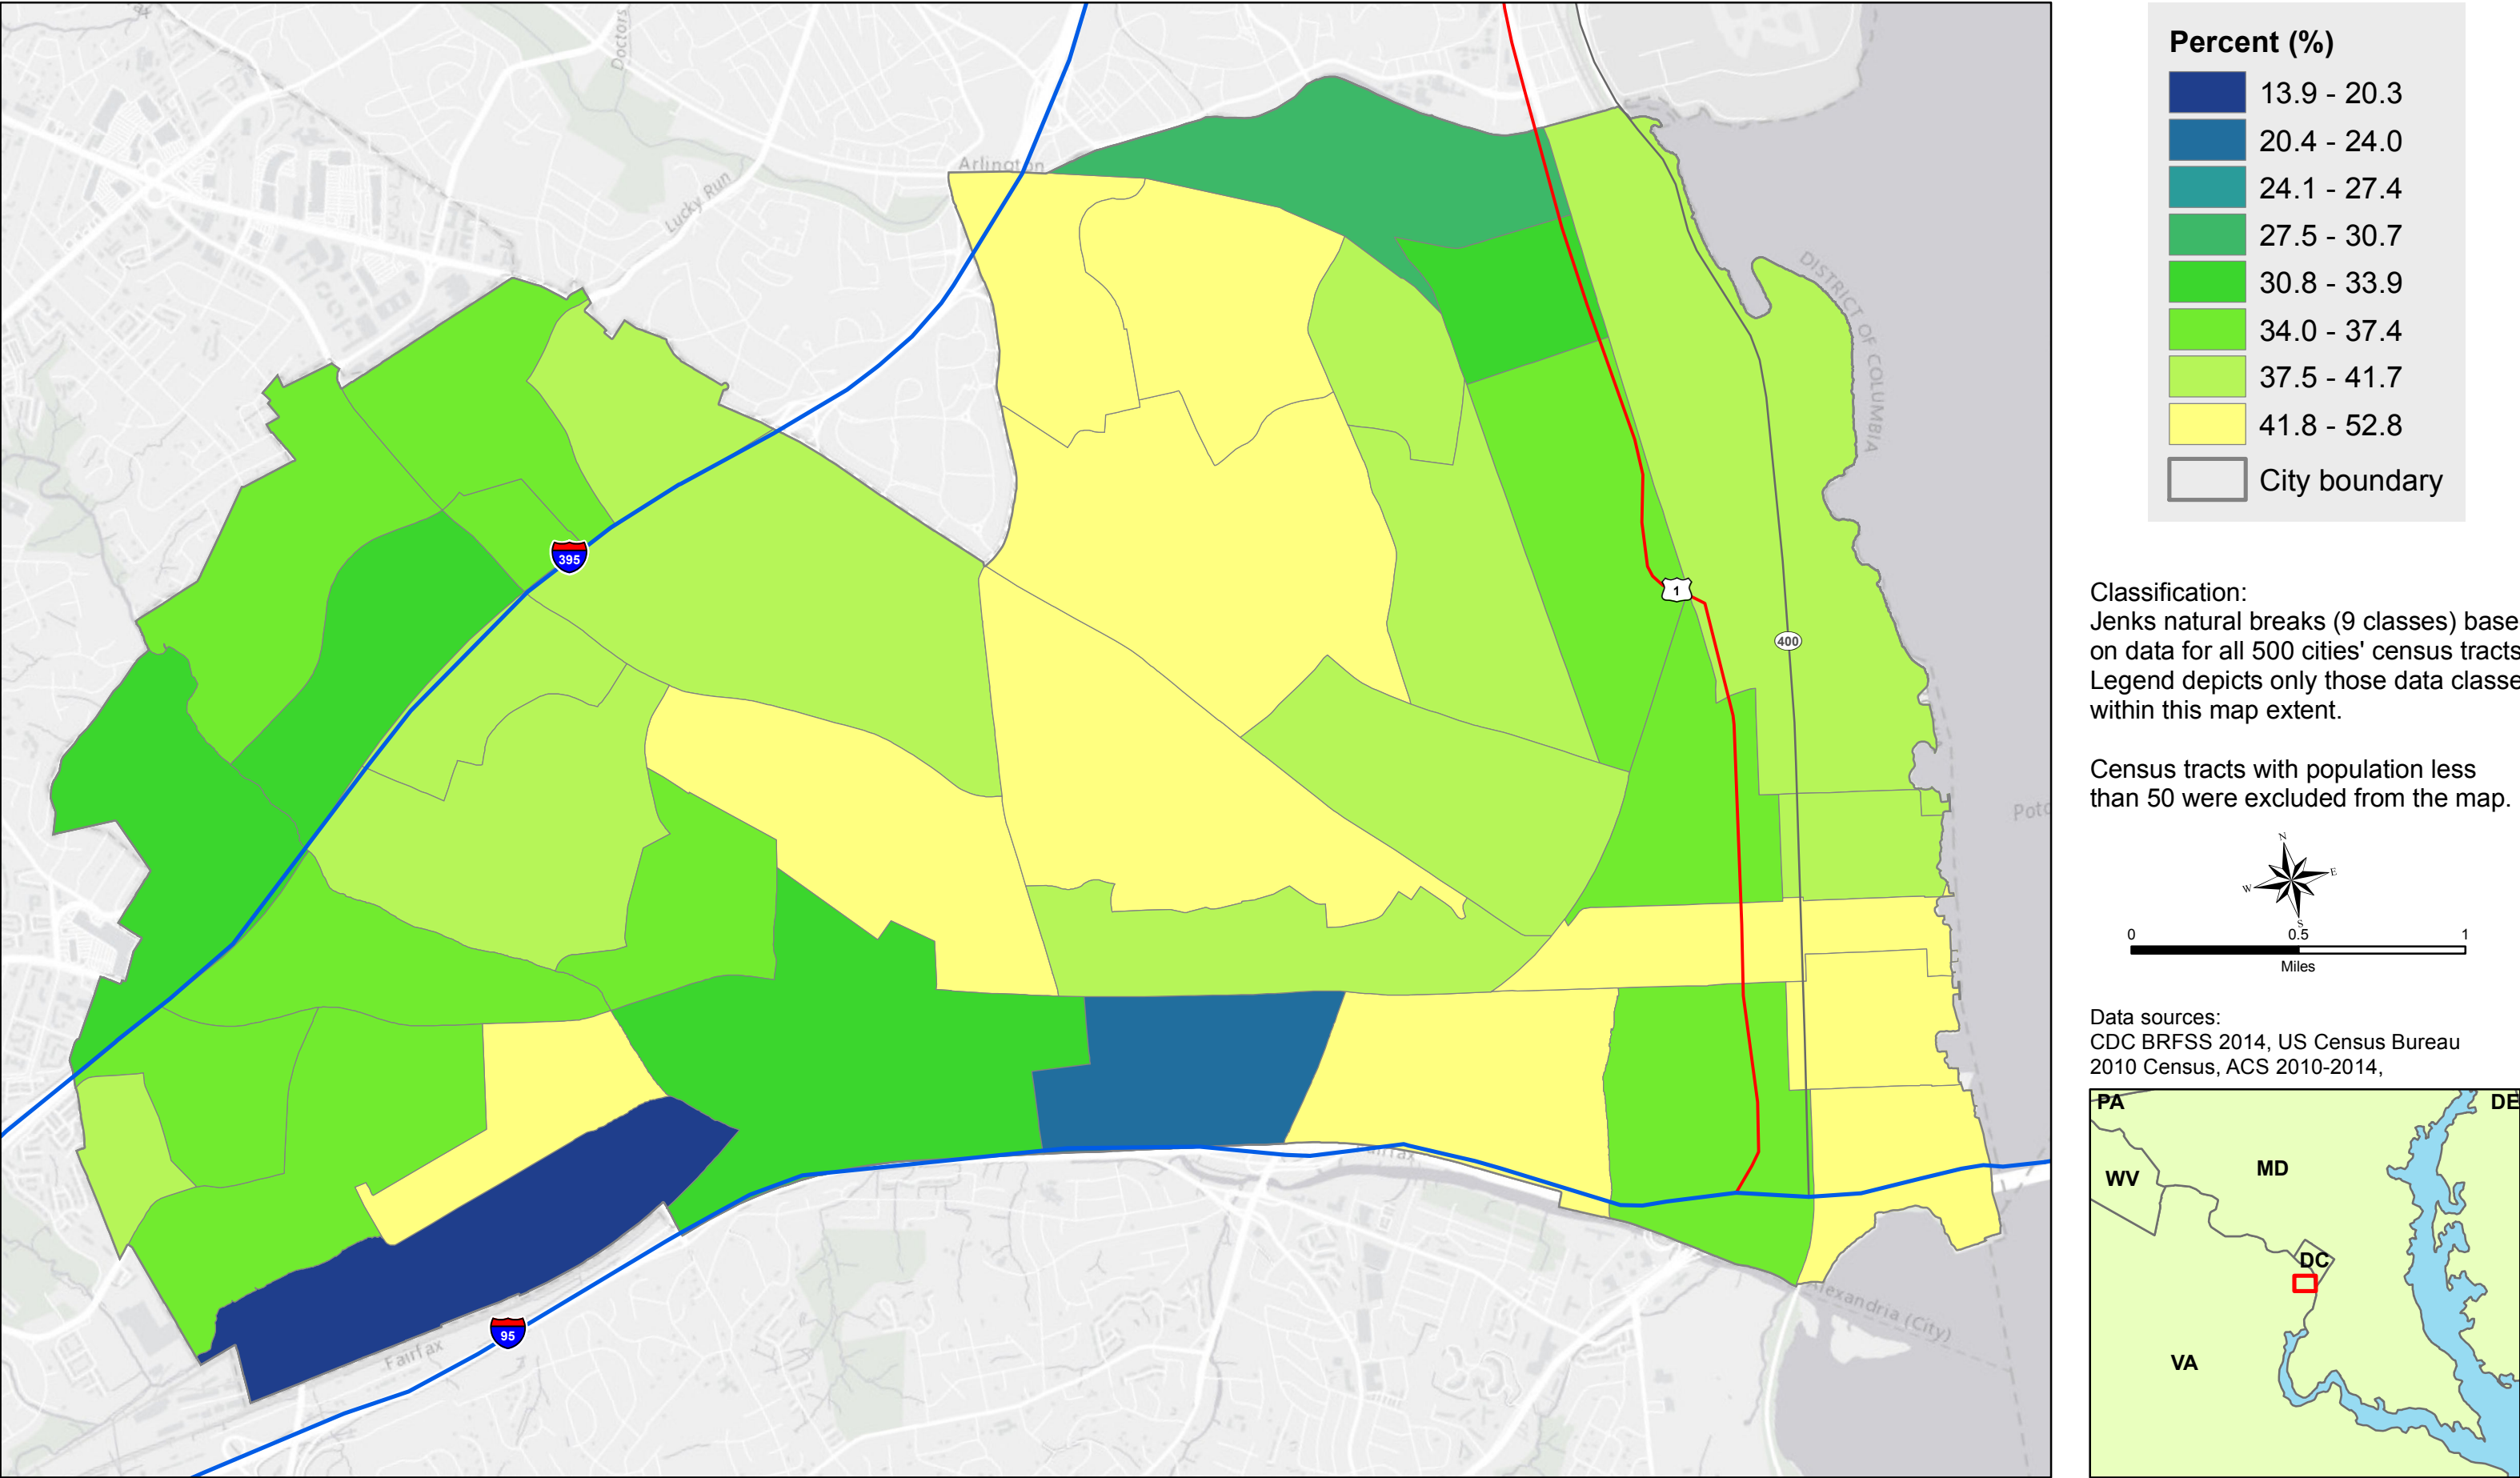 Doctors
Arlington
Lucky Run
DISTRICT OF COLUMBIA
395
1
400
95
Fairfax
Alexandria (City)
Percent (%)
13.9 - 20.3
20.4 - 24.0
24.1 - 27.4
27.5 - 30.7
30.8 - 33.9
34.0 - 37.4
37.5 - 41.7
41.8 - 52.8
City boundary
Classification:
Jenks natural breaks (9 classes) base
on data for all 500 cities' census tracts
Legend depicts only those data classe
within this map extent.
Census tracts with population less
than 50 were excluded from the map.
N
W E
S
0 0.5 1
Miles
Data sources:
CDC BRFSS 2014, US Census Bureau
2010 Census, ACS 2010-2014,
PA
DE
WV
MD
DC
VA